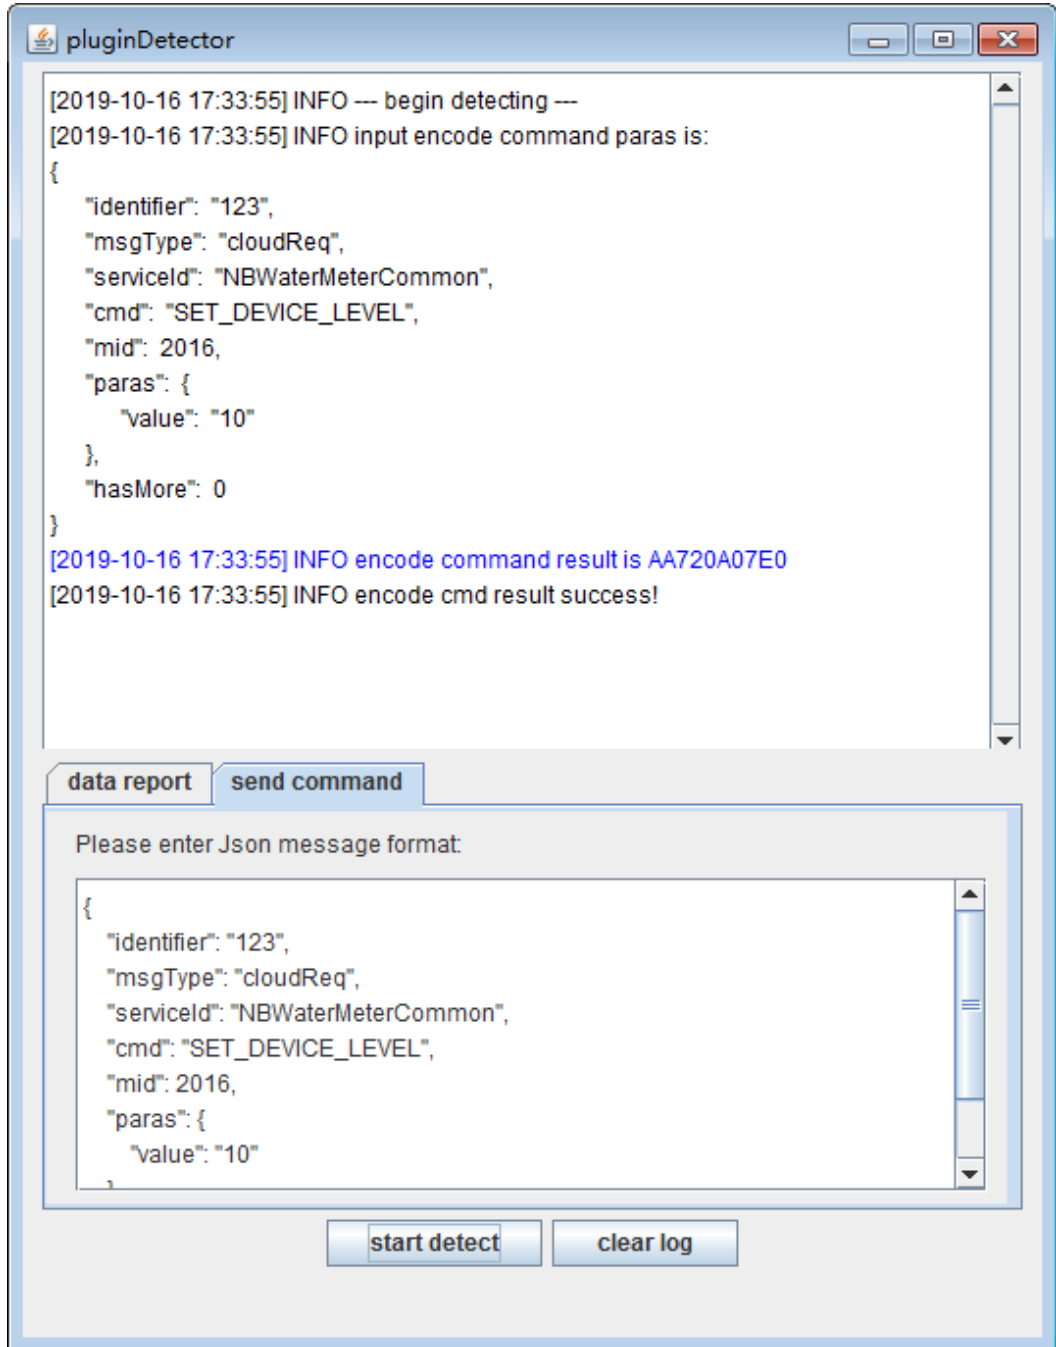 pluginDetector
[2019-10-16 17:33:55] INFO --- begin detecting ---
[2019-10-16 17:33:55] INFO input encode command paras is:
{
"identifier": "123",
"msgType": "cloudReq",
"serviceId": "NBWaterMeterCommon",
"cmd": "SET_DEVICE_LEVEL",
"mid": 2016,
"paras": {
"value": "10"
},
"hasMore": 0
}
[2019-10-16 17:33:55] INFO encode command result is AA720A07E0
[2019-10-16 17:33:55] INFO encode cmd result success!
data report send command
Please enter Json message format:
{
"identifier": "123",
"msgType": "cloudReq",
"serviceId": "NBWaterMeterCommon",
"cmd": "SET_DEVICE_LEVEL",
"mid": 2016,
"paras": {
"value": "10"
start detect clear log